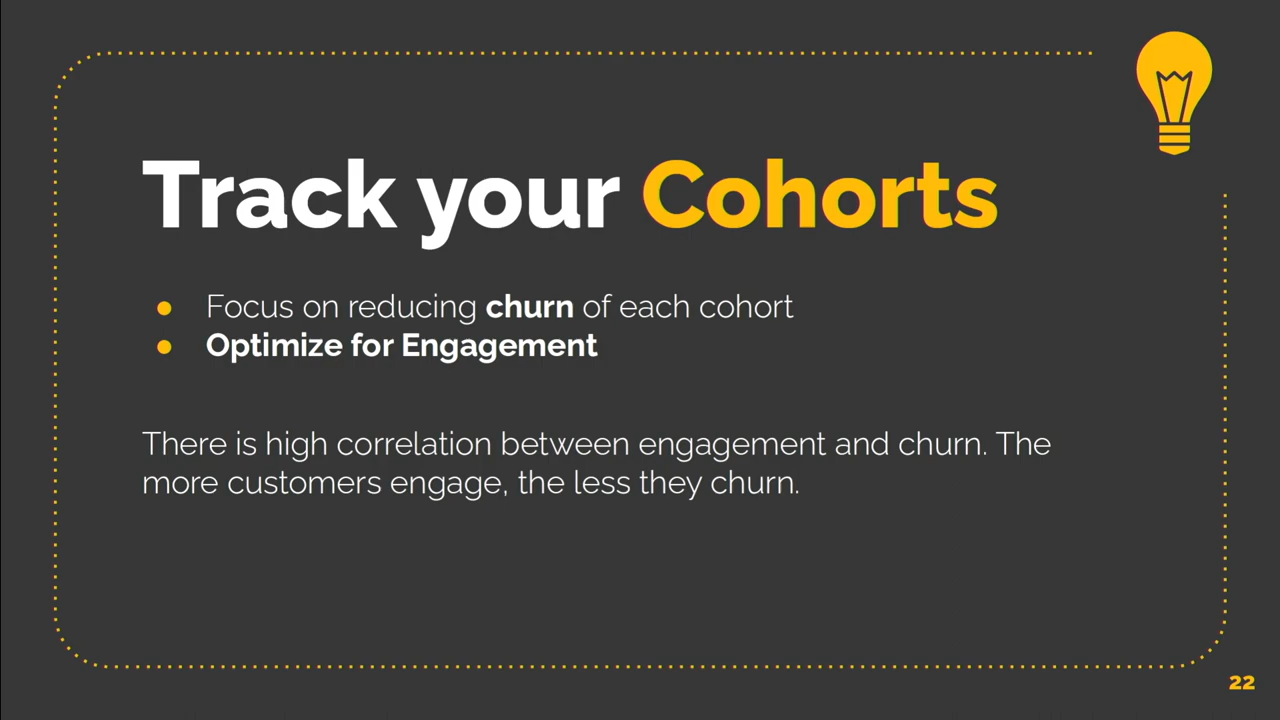 Track your Cohorts
● Focus on reducing churn of each cohort
● Optimize for Engagement
There is high correlation between engagement and churn. The
more customers engage, the less they churn.
22